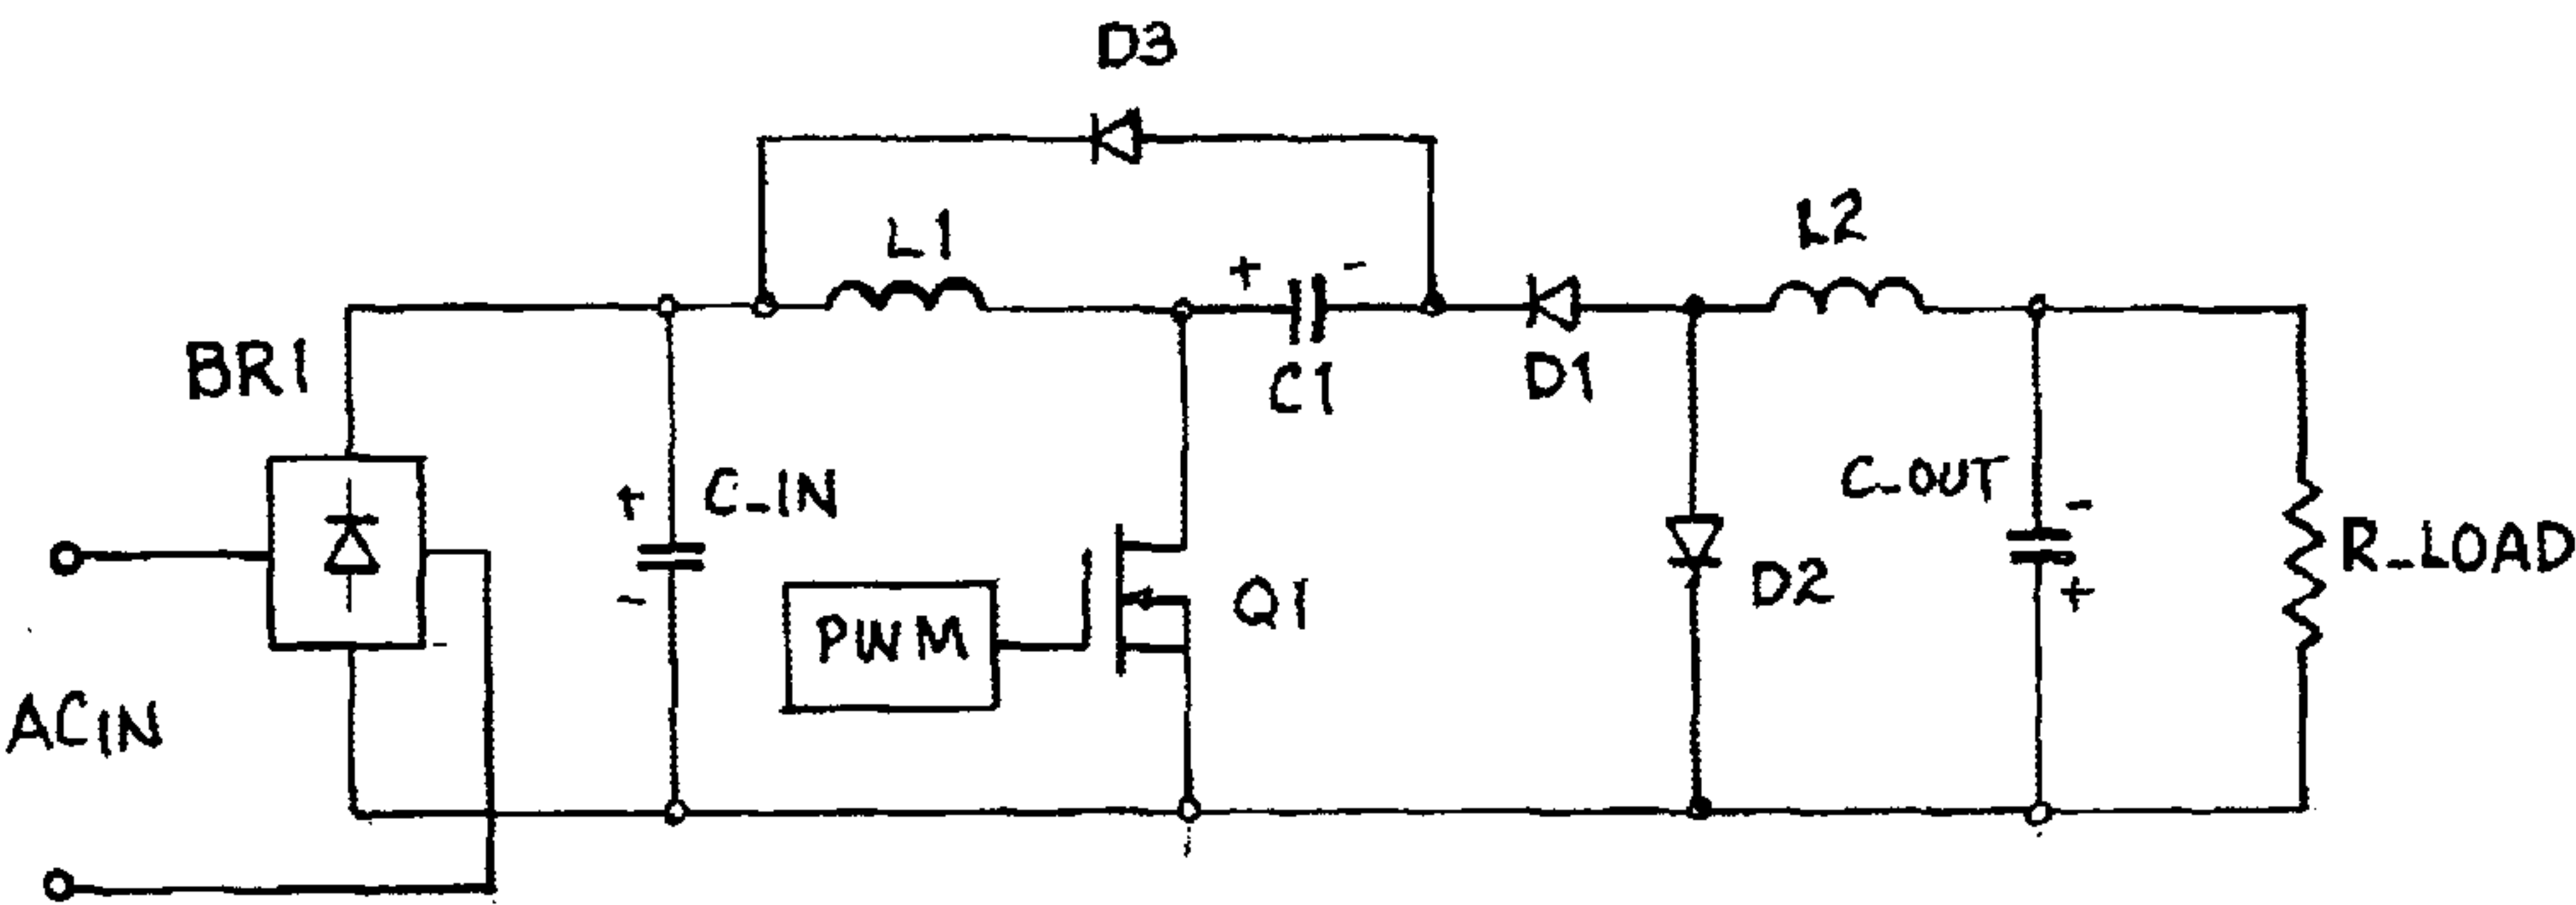 D3
L1
L2
+
-
BR1
C1
D1
+
C_IN
-
C_OUT
-
+
PWM
Q1
D2
R_LOAD
ACIN